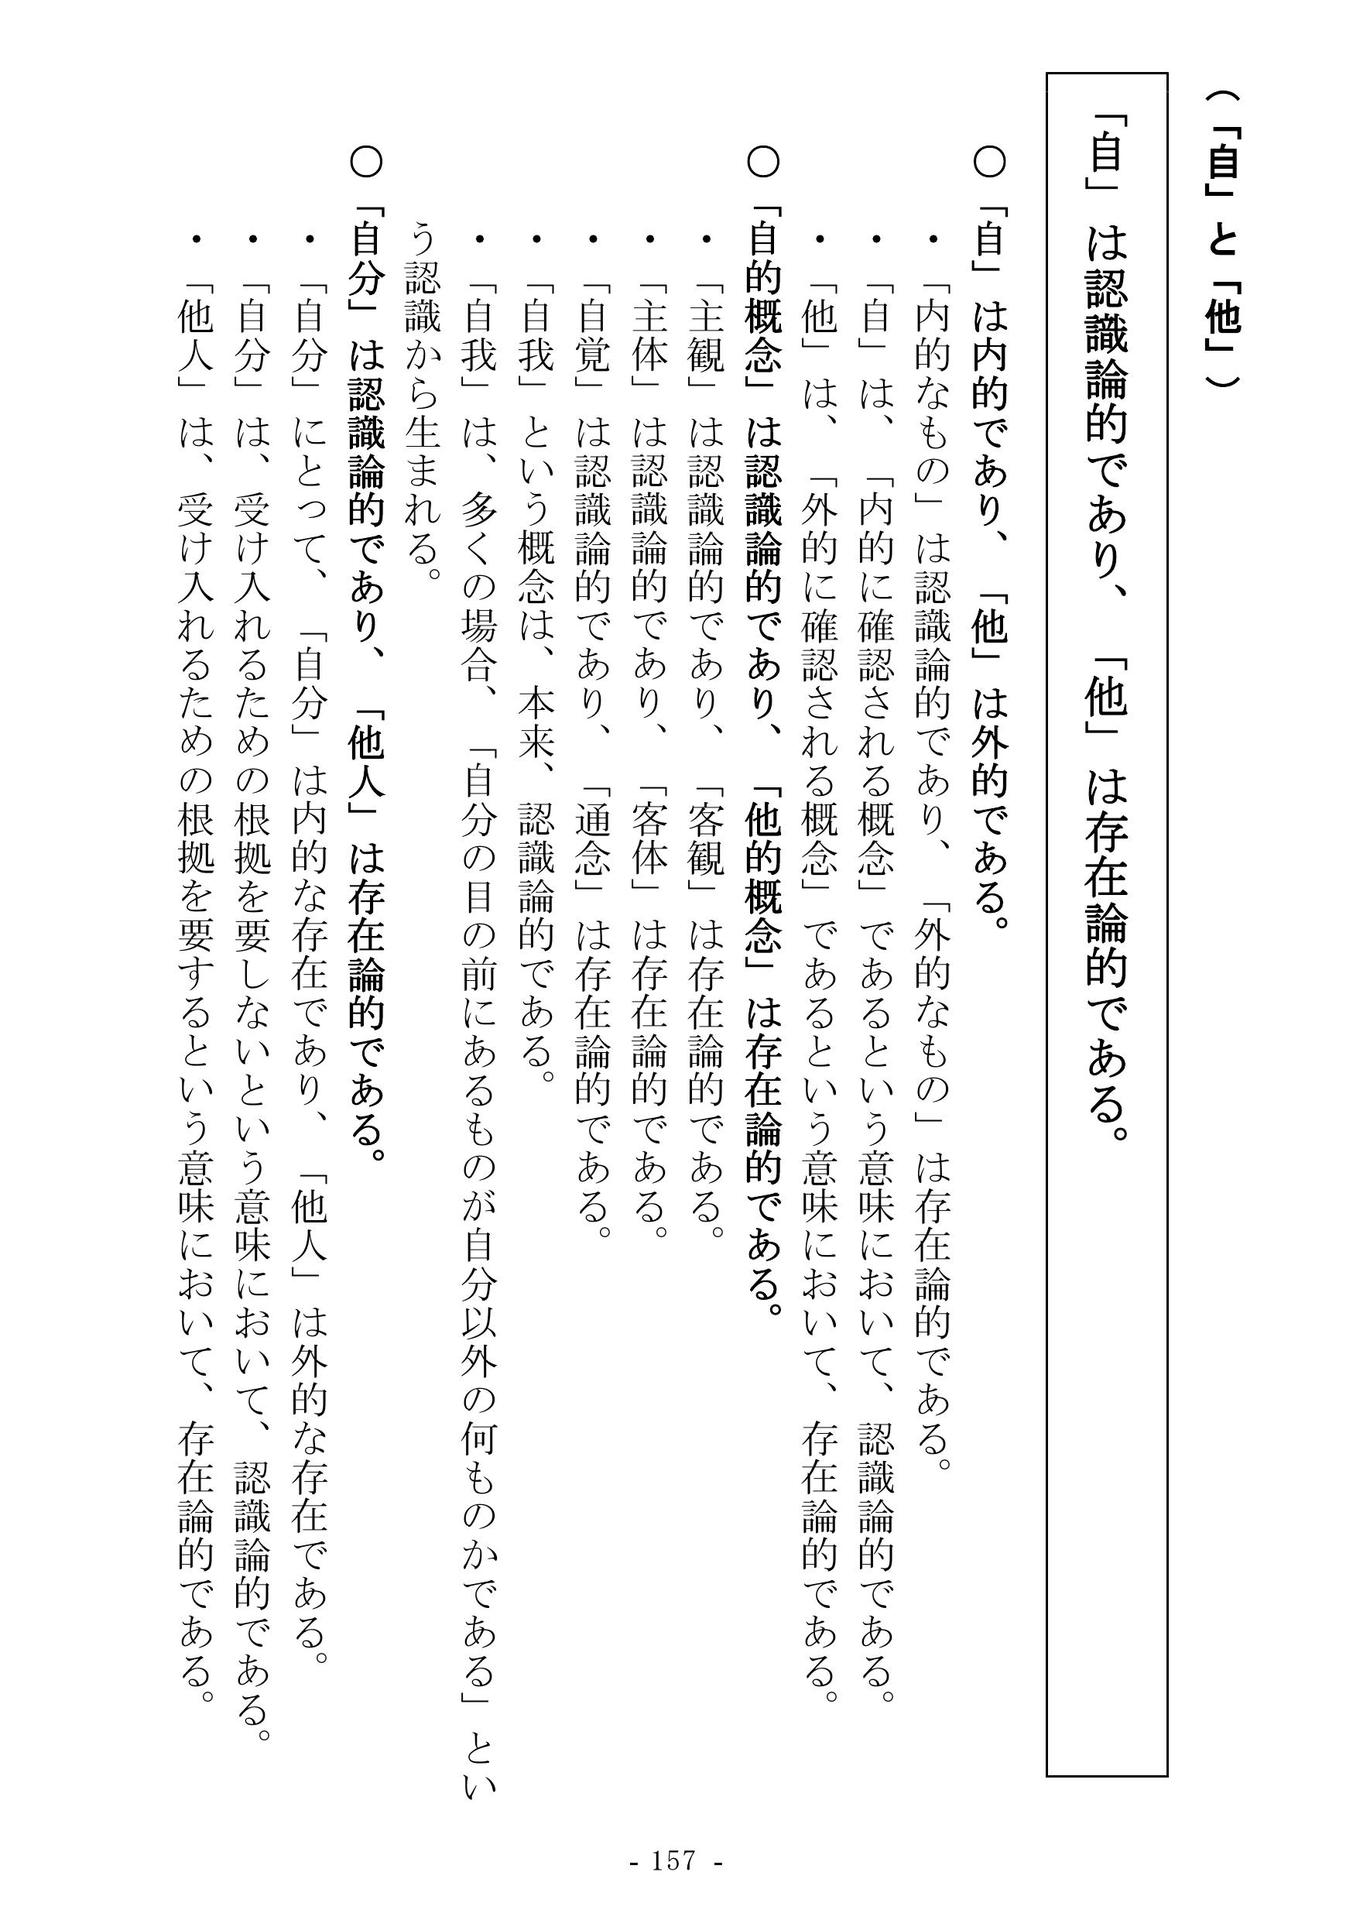 （「自」と「他」）
「自」は認識論的であり、「他」は存在論的である。
○「自」は内的であり、「他」は外的である。
・「内的なもの」は認識論的であり、「外的なもの」は存在論的である。
・「自」は、「内的に確認される概念」であるという意味において、認識論的である。
・「他」は、「外的に確認される概念」であるという意味において、存在論的である。
○「自的概念」は認識論的であり、「他的概念」は存在論的である。
・「主観」は認識論的であり、「客観」は存在論的である。
・「主体」は認識論的であり、「客体」は存在論的である。
・「自覚」は認識論的であり、「通念」は存在論的である。
・「自我」という概念は、本来、認識論的である。
・「自我」は、多くの場合、「自分の目の前にあるものが自分以外の何ものかである」とい
う認識から生まれる。
○「自分」は認識論的であり、「他人」は存在論的である。
・「自分」にとって、「自分」は内的な存在であり、「他人」は外的な存在である。
・「自分」は、受け入れるための根拠を要しないという意味において、認識論的である。
・「他人」は、受け入れるための根拠を要するという意味において、存在論的である。
- 157 -